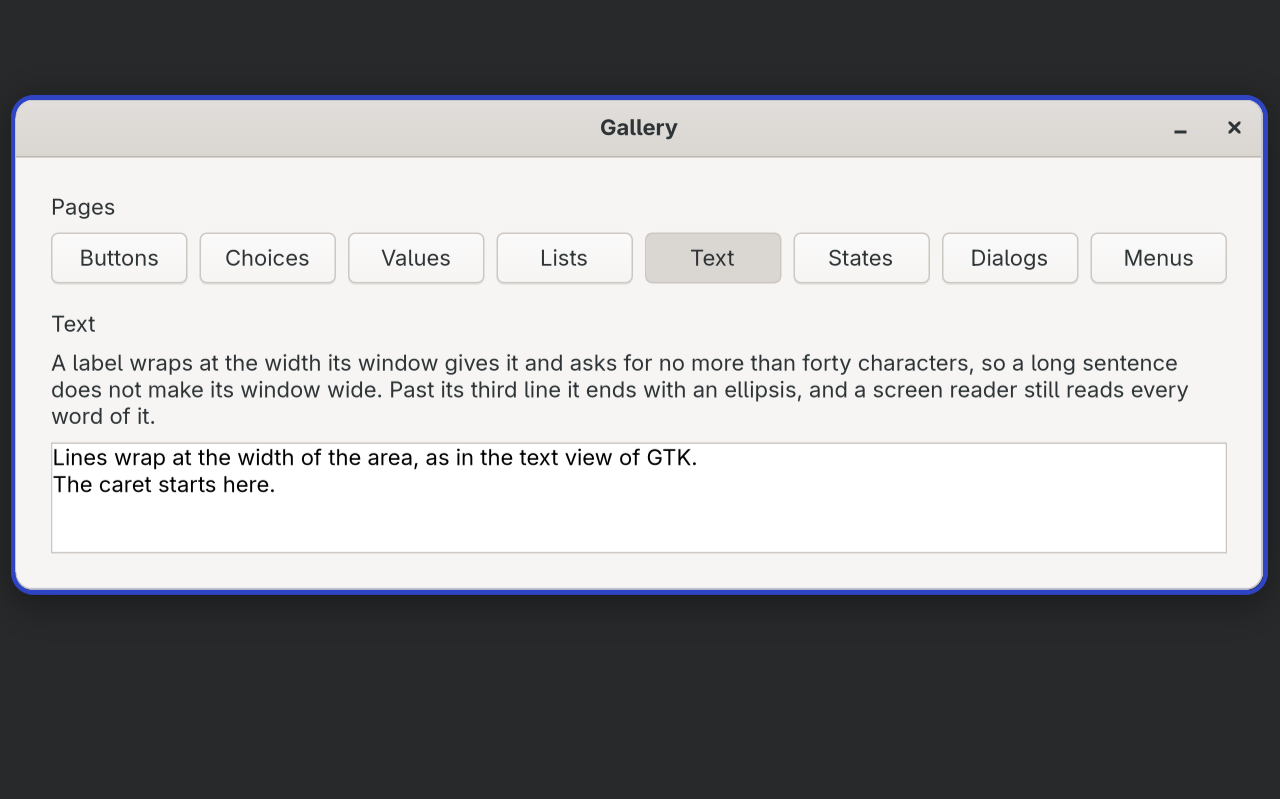 Gallery
Pages
Buttons Choices Values Lists Text States Dialogs Menus
Text
A label wraps at the width its window gives it and asks for no more than forty characters, so a long sentence
does not make its window wide. Past its third line it ends with an ellipsis, and a screen reader still reads every
word of it.
Lines wrap at the width of the area, as in the text view of GTK.
The caret starts here.